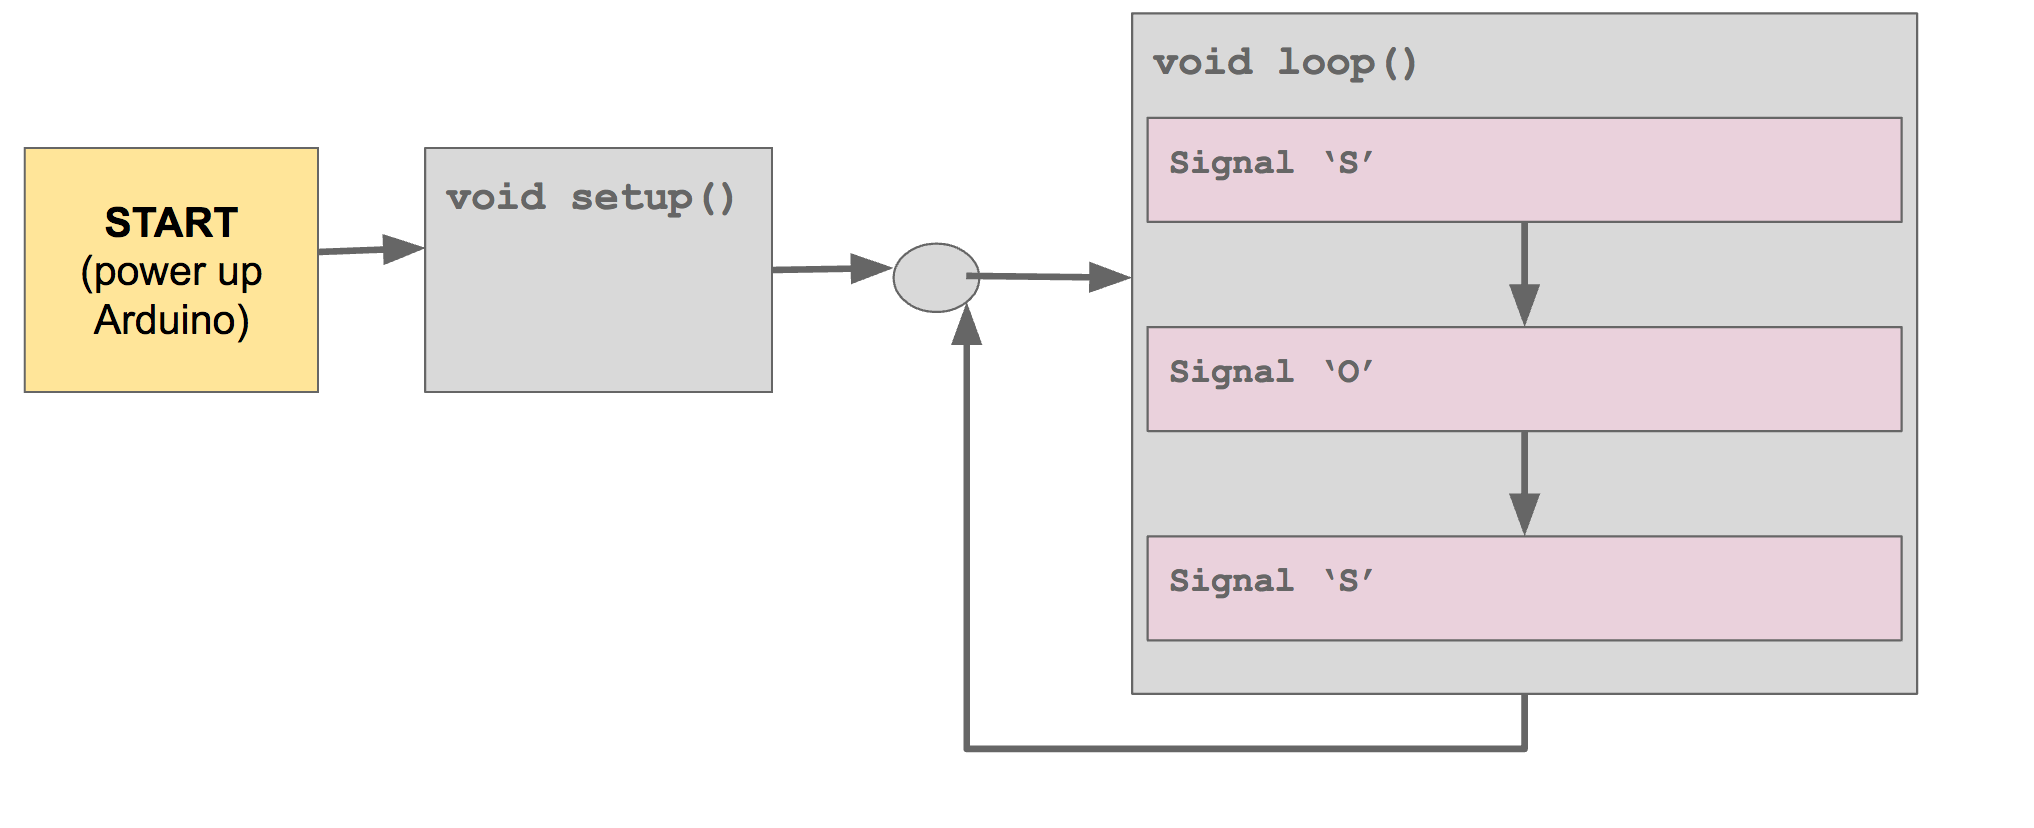 START
(power up
Arduino)
void setup()
void loop()
Signal ‘S’
Signal ‘O’
Signal ‘S’